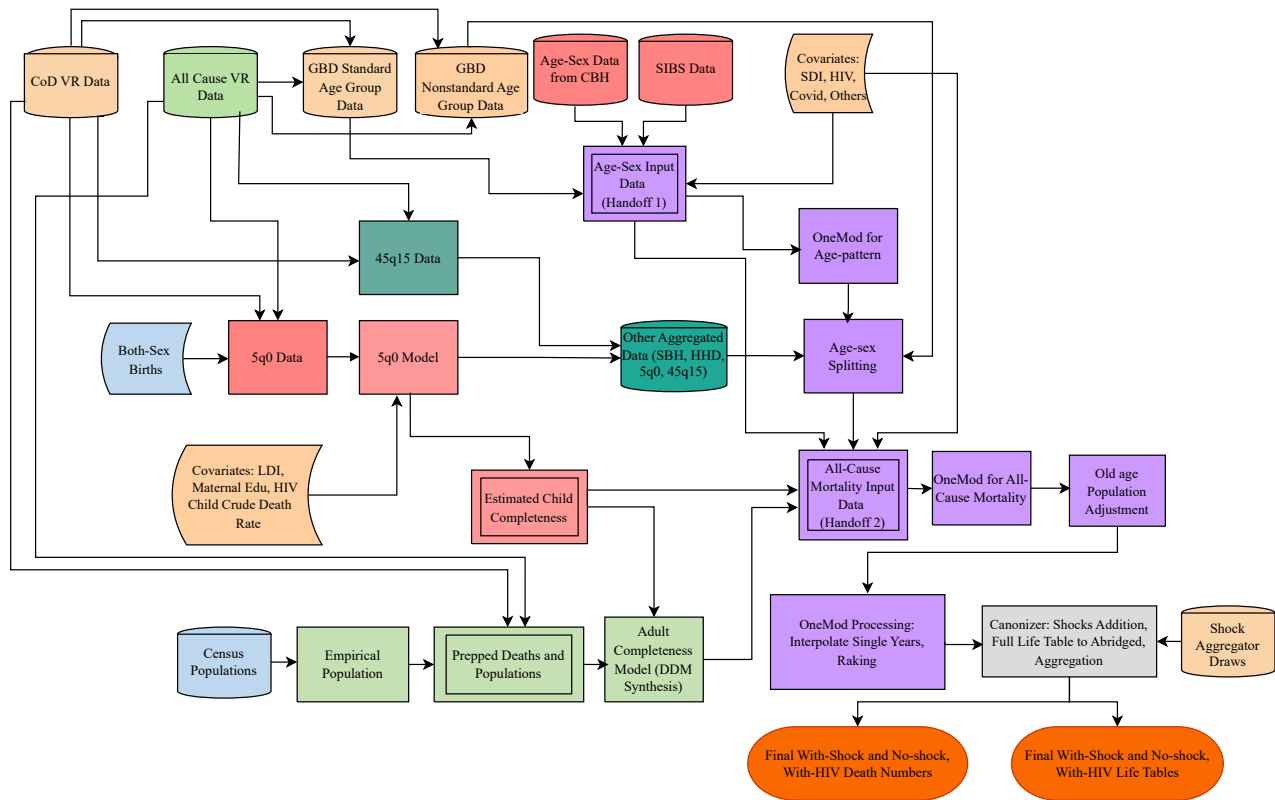 CoD VR Data
All Cause VR
Data
GBD Standard
Age Group
Data
GBD
Nonstandard Age
Group Data
Age-Sex Data
from CBH
SIBS Data
Covariates:
SDI, HIV,
Covid, Others
Age-Sex Input
Data
(Handoff 1)
OneMod for
Age-pattern
45q15 Data
Both-Sex
Births
5q0 Data
5q0 Model
Other Aggregated
Data (SBH, HHD,
5q0, 45q15)
Age-sex
Splitting
Covariates: LDI,
Maternal Edu, HIV
Child Crude Death
Rate
Estimated Child
Completeness
All-Cause
Mortality Input
Data
(Handoff 2)
OneMod for All-
Cause Mortality
Old age
Population
Adjustment
Census
Populations
Empirical
Population
Prepped Deaths and
Populations
Adult
Completeness
Model (DDM
Synthesis)
OneMod Processing:
Interpolate Single Years,
Raking
Canonizer: Shocks Addition,
Full Life Table to Abridged,
Aggregation
Shock
Aggregator
Draws
Final With-Shock and No-shock,
With-HIV Death Numbers
Final With-Shock and No-shock,
With-HIV Life Tables